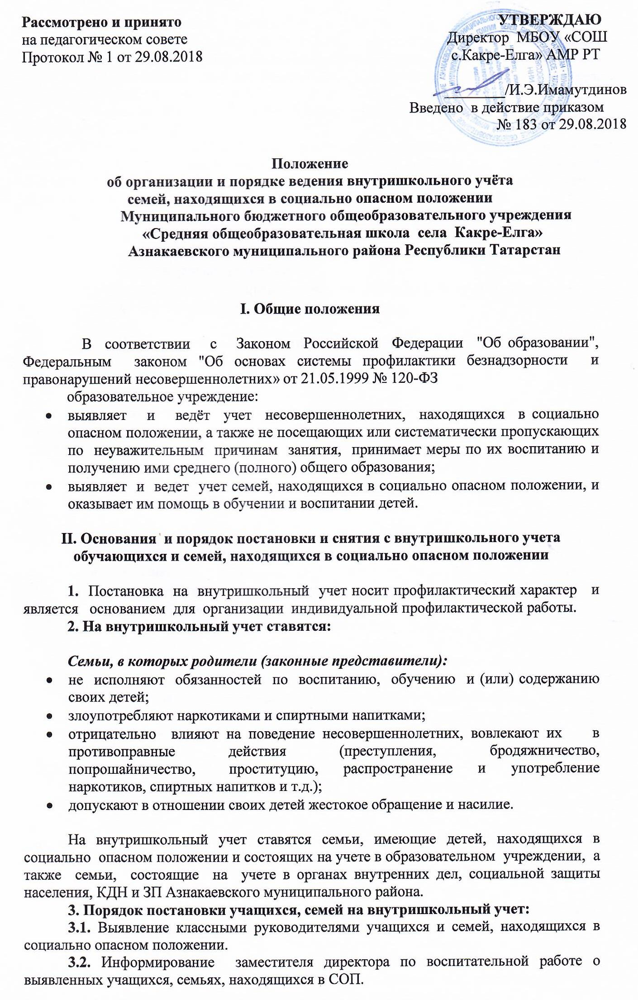 Рассмотрено и принято
на педагогическом совете
Протокол № 1 от 29.08.2018
УТВЕРЖДАЮ
Директор МБОУ «СОШ
с.Какре-Елга» АМР РТ
________/И.Э.Имамутдинов
Введено в действие приказом
№ 183 от 29.08.2018
Положение
об организации и порядке ведения внутришкольного учёта
семей, находящихся в социально опасном положении
Муниципального бюджетного общеобразовательного учреждения
«Средняя общеобразовательная школа села Какре-Елга»
Азнакаевского муниципального района Республики Татарстан
I. Общие положения
В соответствии с Законом Российской Федерации "Об образовании",
Федеральным законом "Об основах системы профилактики безнадзорности и
правонарушений несовершеннолетних» от 21.05.1999 № 120-ФЗ
образовательное учреждение:
• выявляет и ведёт учет несовершеннолетних, находящихся в социально
опасном положении, а также не посещающих или систематически пропускающих
по неуважительным причинам занятия, принимает меры по их воспитанию и
получению ими среднего (полного) общего образования;
• выявляет и ведет учет семей, находящихся в социально опасном положении, и
оказывает им помощь в обучении и воспитании детей.
II. Основания и порядок постановки и снятия с внутришкольного учета
обучающихся и семей, находящихся в социально опасном положении
1. Постановка на внутришкольный учет носит профилактический характер и
является основанием для организации индивидуальной профилактической работы.
2. На внутришкольный учет ставятся:
Семьи, в которых родители (законные представители):
• не исполняют обязанностей по воспитанию, обучению и (или) содержанию
своих детей;
• злоупотребляют наркотиками и спиртными напитками;
• отрицательно влияют на поведение несовершеннолетних, вовлекают их в
противоправные действия (преступления, бродяжничество,
попрошайничество, проституцию, распространение и употребление
наркотиков, спиртных напитков и т.д.);
• допускают в отношении своих детей жестокое обращение и насилие.
На внутришкольный учет ставятся семьи, имеющие детей, находящихся в
социально опасном положении и состоящих на учете в образовательном учреждении, а
также семьи, состоящие на учете в органах внутренних дел, социальной защиты
населения, КДН и ЗП Азнакаевского муниципального района.
3. Порядок постановки учащихся, семей на внутришкольный учет:
3.1. Выявление классными руководителями учащихся и семей, находящихся в
социально опасном положении.
3.2. Информирование заместителя директора по воспитательной работе о
выявленных учащихся, семьях, находящихся в СОП.